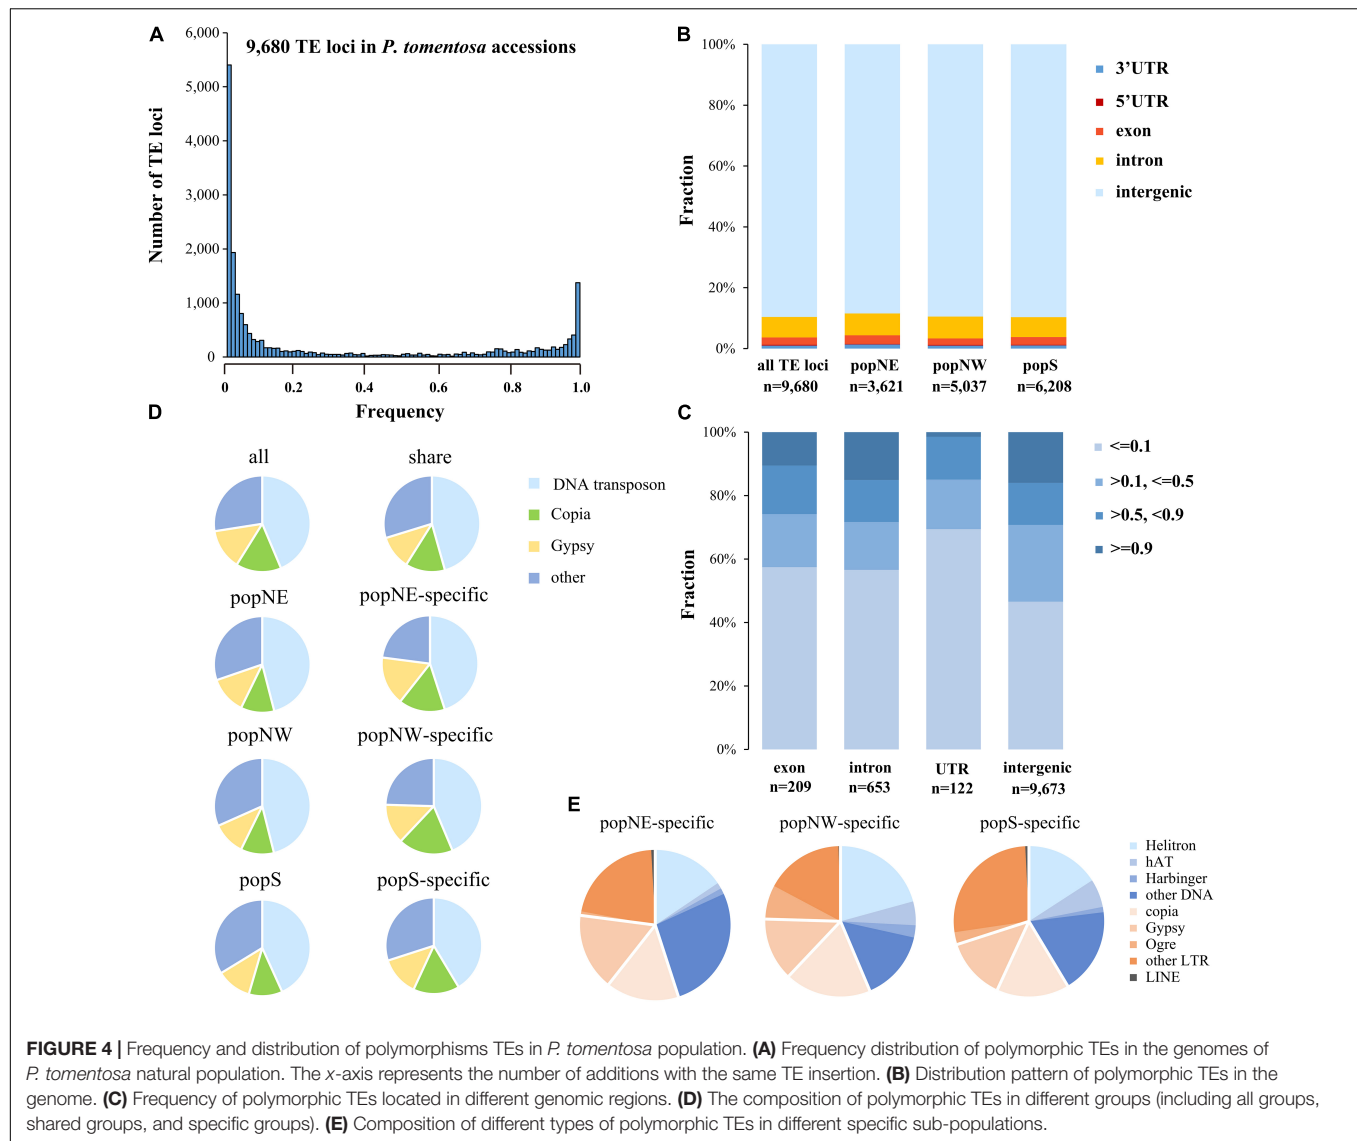 A
9,680 TE loci in P. tomentosa accessions
Number of TE loci
6,000
5,000
4,000
3,000
2,000
1,000
0
0 0.2 0.4 0.6 0.8 1.0
Frequency
B
Fraction
100%
80%
60%
40%
20%
0%
all TE loci popNE popNW popS
n=9,680 n=3,621 n=5,037 n=6,208
3'UTR
5'UTR
exon
intron
intergenic
C
Fraction
100%
80%
60%
40%
20%
0%
exon intron UTR intergenic
n=209 n=653 n=122 n=9,673
<=0.1
>0.1, <=0.5
>0.5, <0.9
>=0.9
D
all share
popNE popNE-specific
popNW popNW-specific
popS popS-specific
DNA transposon
Copia
Gypsy
other
E
popNE-specific popNW-specific popS-specific
Helitron
hAT
Harbinger
other DNA
copia
Gypsy
Ogre
other LTR
LINE
FIGURE 4 | Frequency and distribution of polymorphisms TEs in P. tomentosa population. (A) Frequency distribution of polymorphic TEs in the genomes of
P. tomentosa natural population. The x-axis represents the number of additions with the same TE insertion. (B) Distribution pattern of polymorphic TEs in the
genome. (C) Frequency of polymorphic TEs located in different genomic regions. (D) The composition of polymorphic TEs in different groups (including all groups,
shared groups, and specific groups). (E) Composition of different types of polymorphic TEs in different specific sub-populations.